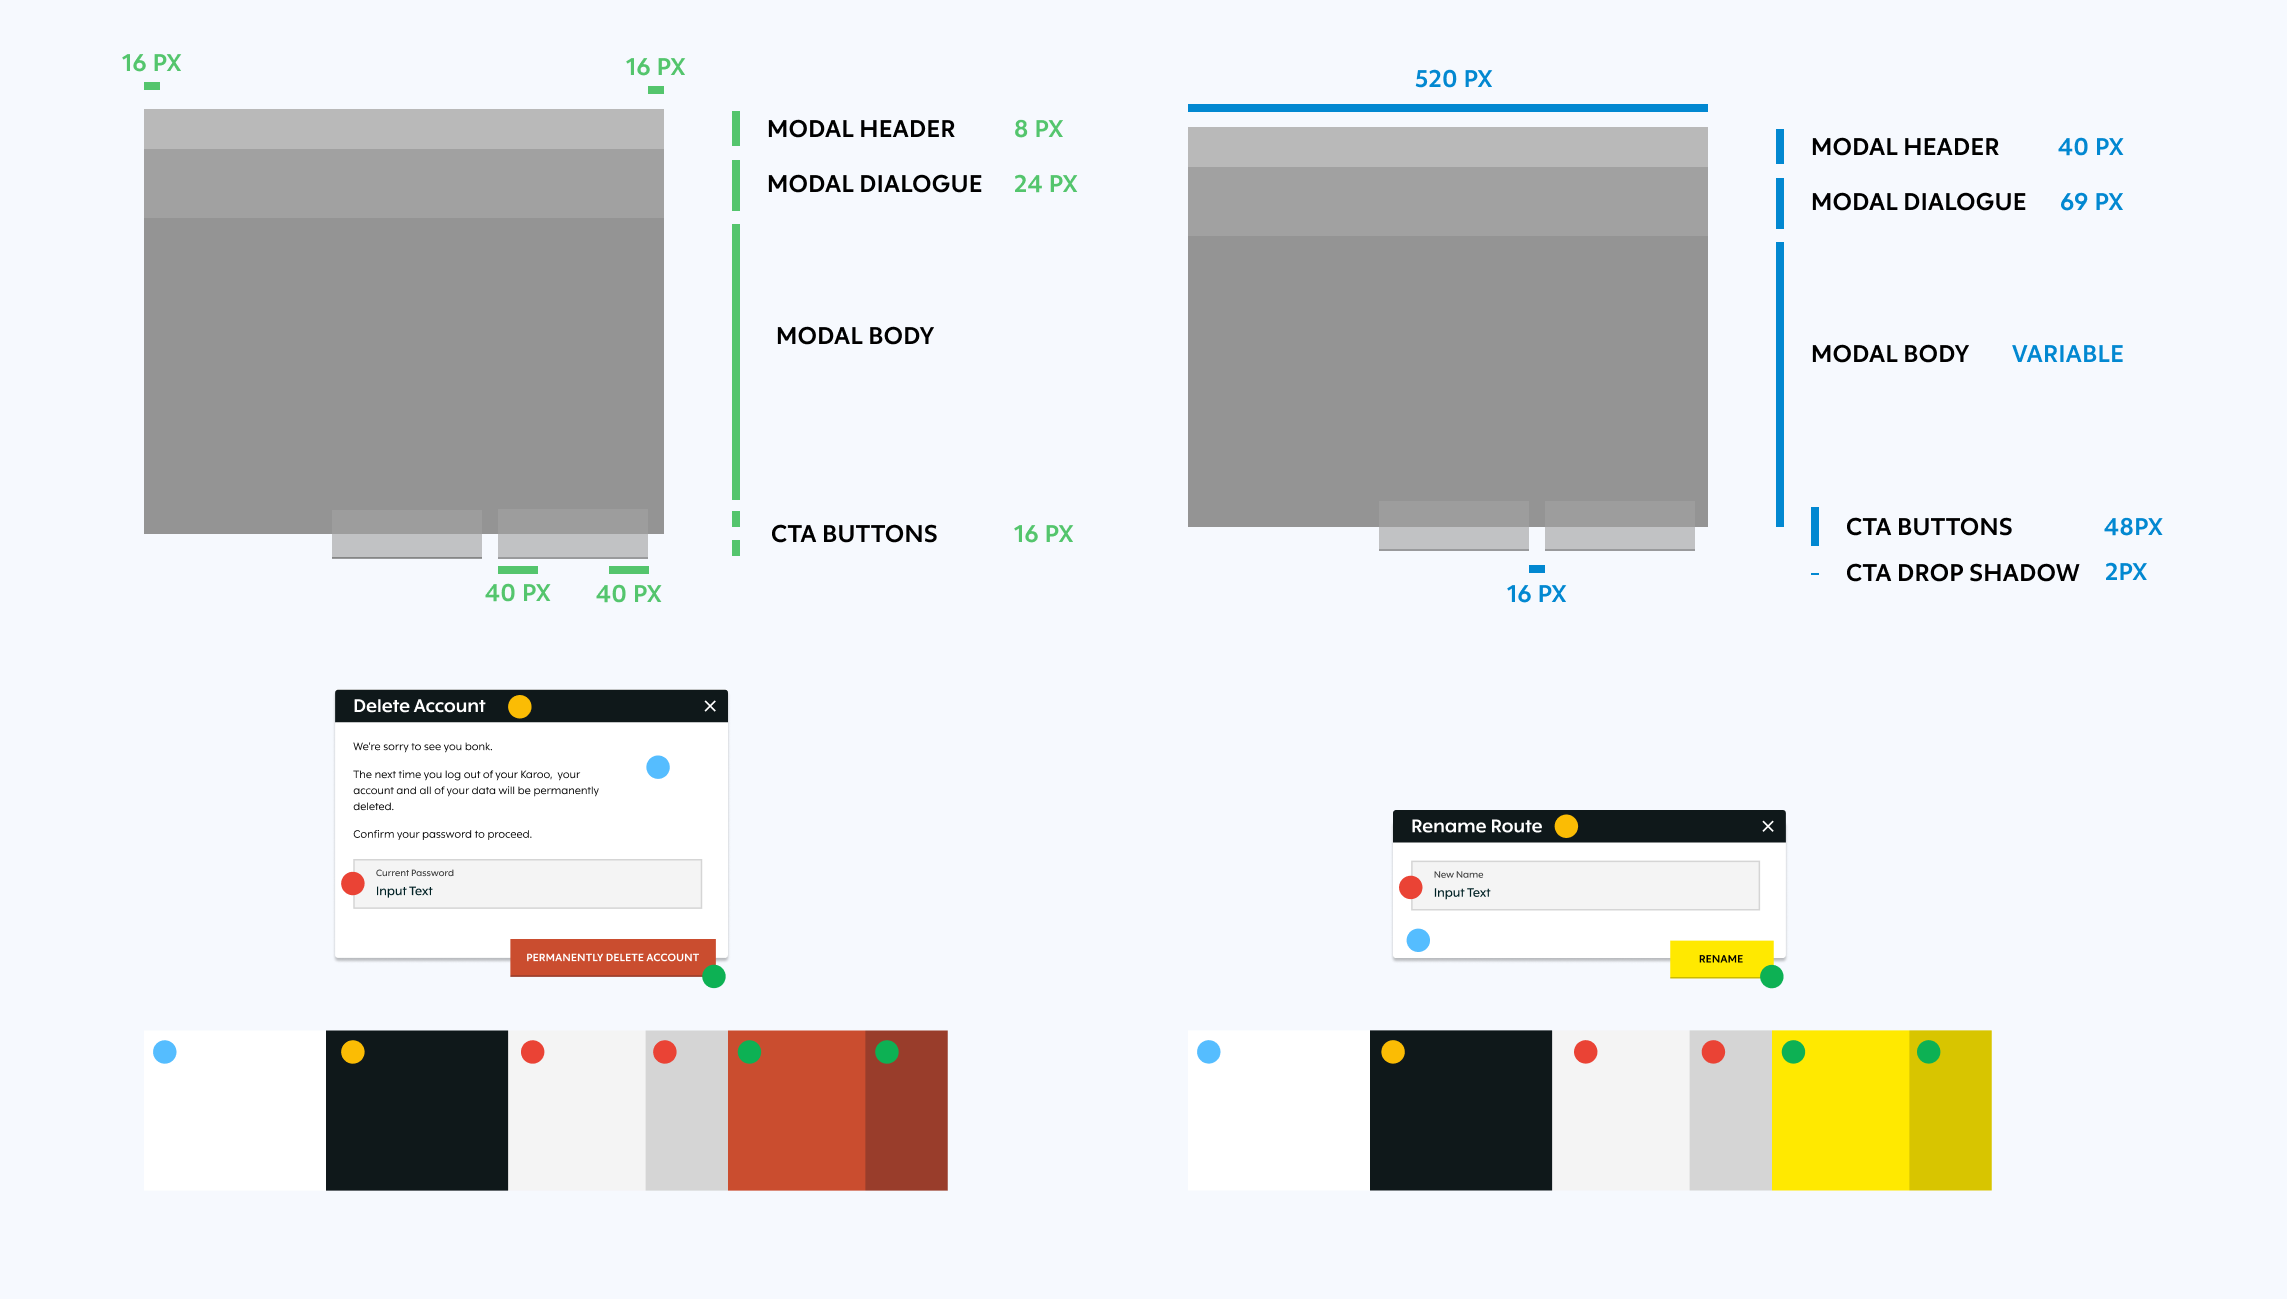 16 PX
16 PX
MODAL HEADER 8 PX
MODAL DIALOGUE 24 PX
MODAL BODY
CTA BUTTONS 16 PX
40 PX
40 PX
520 PX
MODAL HEADER 40 PX
MODAL DIALOGUE 69 PX
MODAL BODY VARIABLE
CTA BUTTONS 48PX
CTA DROP SHADOW 2PX
16 PX
Delete Account
We're sorry to see you bonk.
The next time you log out of your Karoo, your
account and all of your data will be permanently
deleted.
Confirm your password to proceed.
Current Password
Input Text
PERMANENTLY DELETE ACCOUNT
Rename Route
New Name
Input Text
RENAME